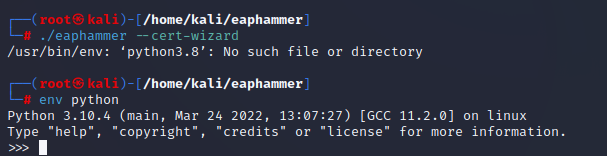 ┌──(root㉿kali)-[/home/kali/eaphammer]
└─# ./eaphammer --cert-wizard
/usr/bin/env: ‘python3.8’: No such file or directory
┌──(root㉿kali)-[/home/kali/eaphammer]
└─# env python
Python 3.10.4 (main, Mar 24 2022, 13:07:27) [GCC 11.2.0] on linux
Type "help", "copyright", "credits" or "license" for more information.
>>>